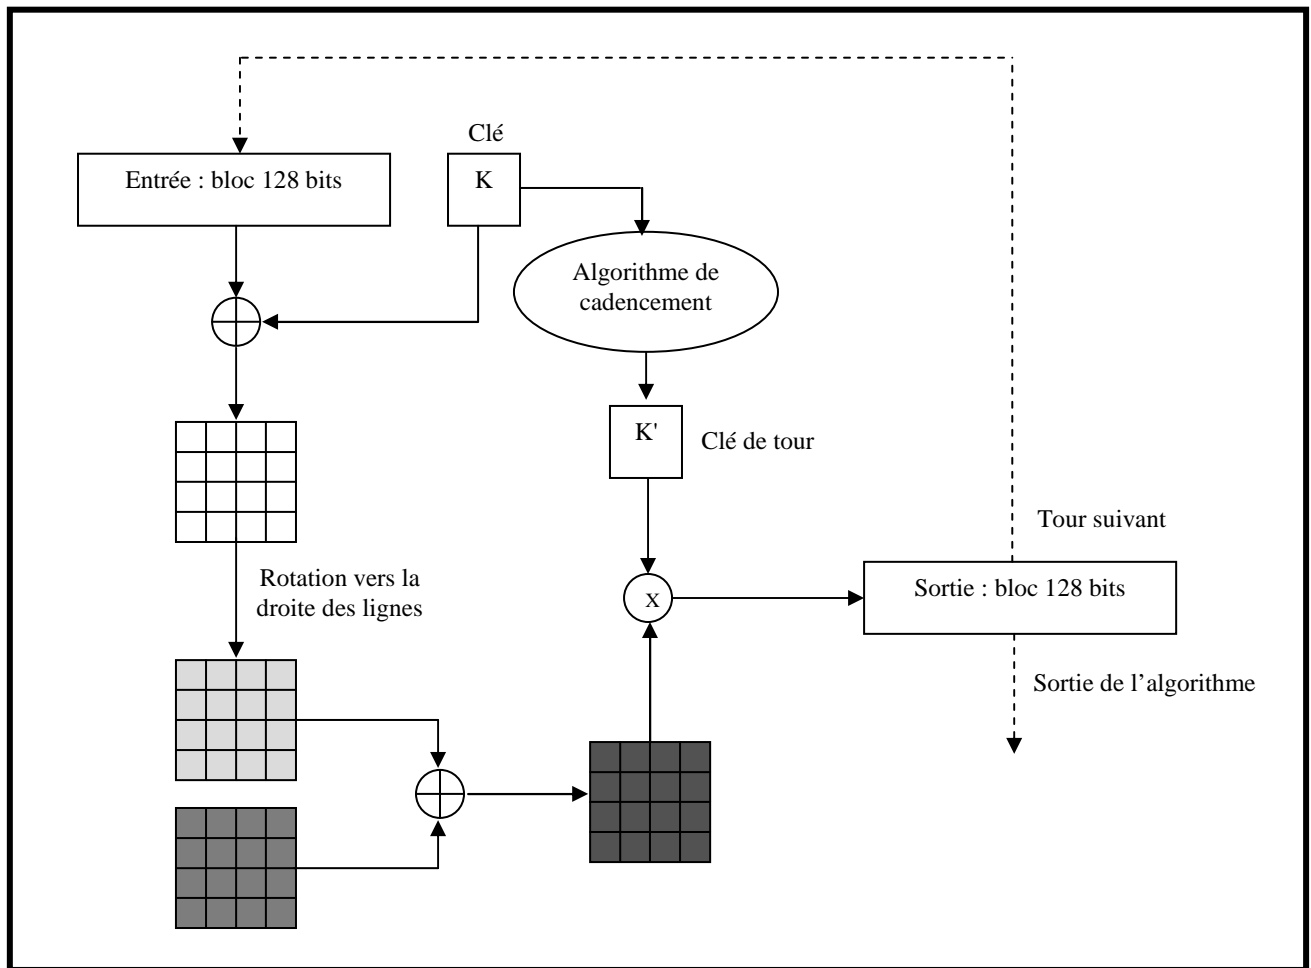 Clé
Entrée : bloc 128 bits
K
Algorithme de
cadencement
K'
Clé de tour
Tour suivant
Rotation vers la
droite des lignes
X
Sortie : bloc 128 bits
Sortie de l’algorithme